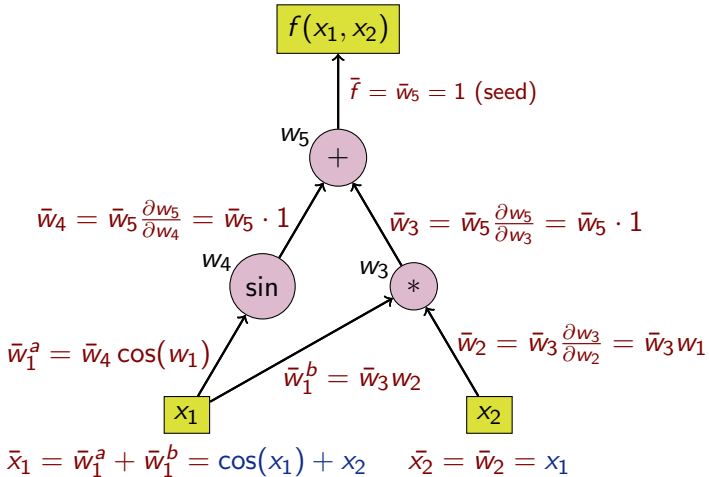 f(x₁, x₂)
f̄ = w̄₅ = 1 (seed)
w₅
+
w̄₄ = w̄₅ ∂w₅/∂w₄ = w̄₅ · 1
w̄₃ = w̄₅ ∂w₅/∂w₃ = w̄₅ · 1
w₄
sin
w₃
*
w̄₁ᵃ = w̄₄ cos(w₁)
w̄₁ᵇ = w̄₃w₂
w̄₂ = w̄₃ ∂w₃/∂w₂ = w̄₃w₁
x₁
x₂
x̄₁ = w̄₁ᵃ + w̄₁ᵇ = cos(x₁) + x₂
x̄₂ = w̄₂ = x₁